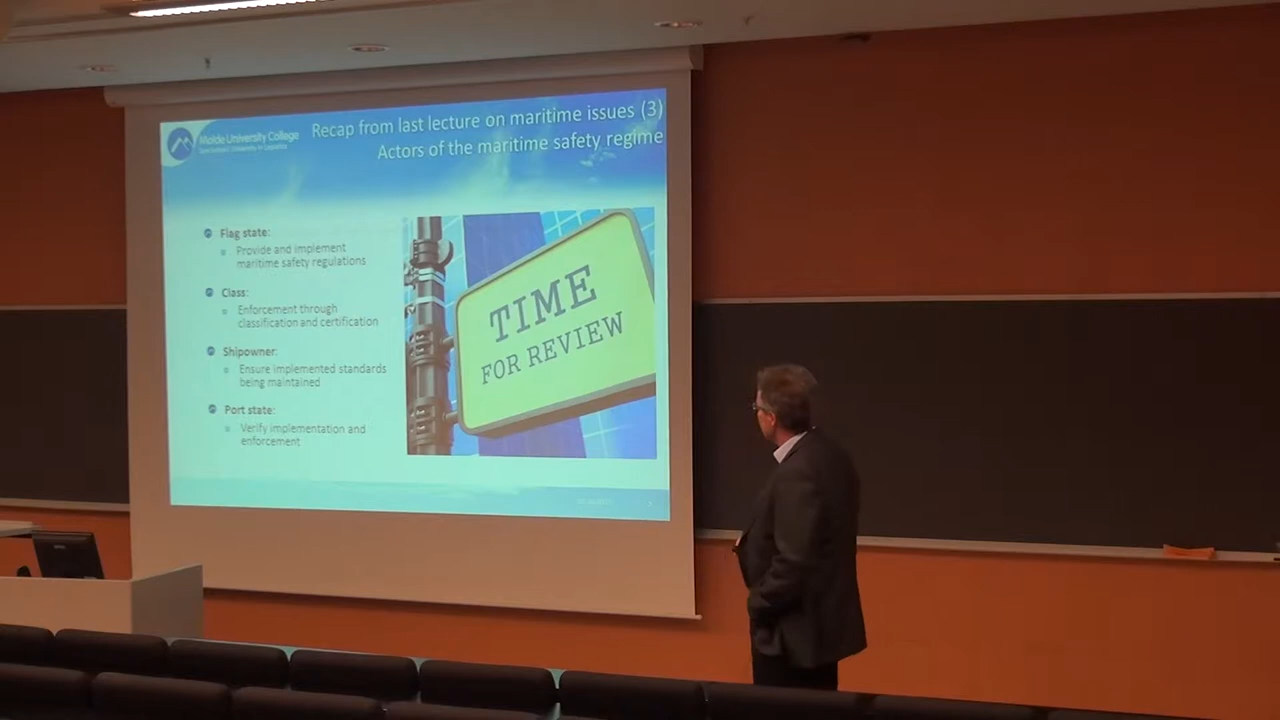 Molde University College
Specialized University in Logistics
Recap from last lecture on maritime issues (3)
Actors of the maritime safety regime
Flag state:
Provide and implement
maritime safety regulations
Class:
Enforcement through
classification and certification
Shipowner:
Ensure implemented standards
being maintained
Port state:
Verify implementation and
enforcement
TIME
FOR REVIEW